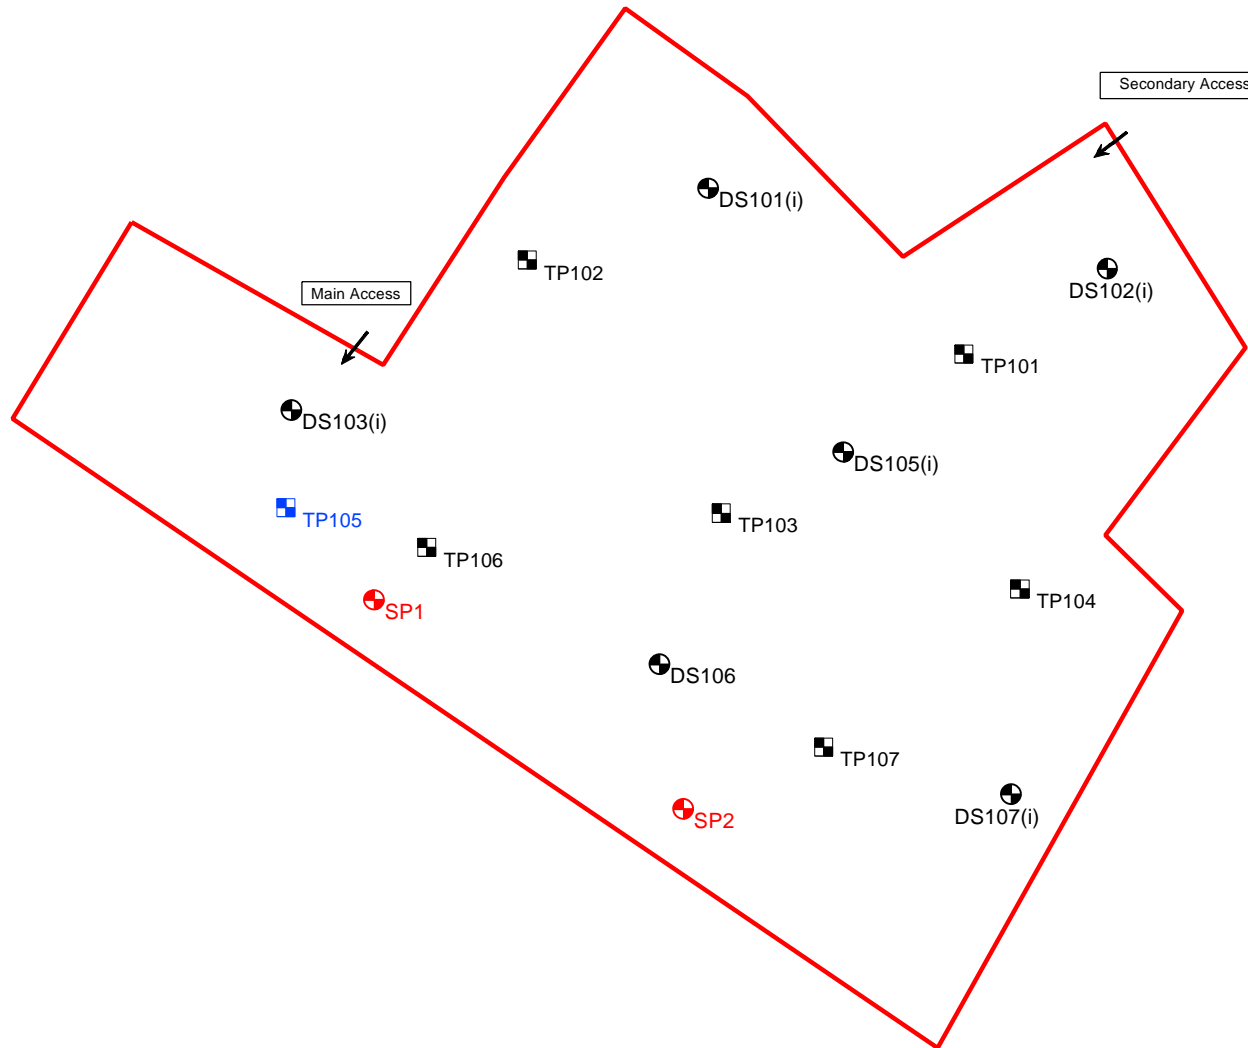 Secondary Access
DS101(i)
TP102
DS102(i)
Main Access
TP101
DS103(i)
DS105(i)
TP105
TP103
TP106
TP104
SP1
DS106
TP107
SP2
DS107(i)